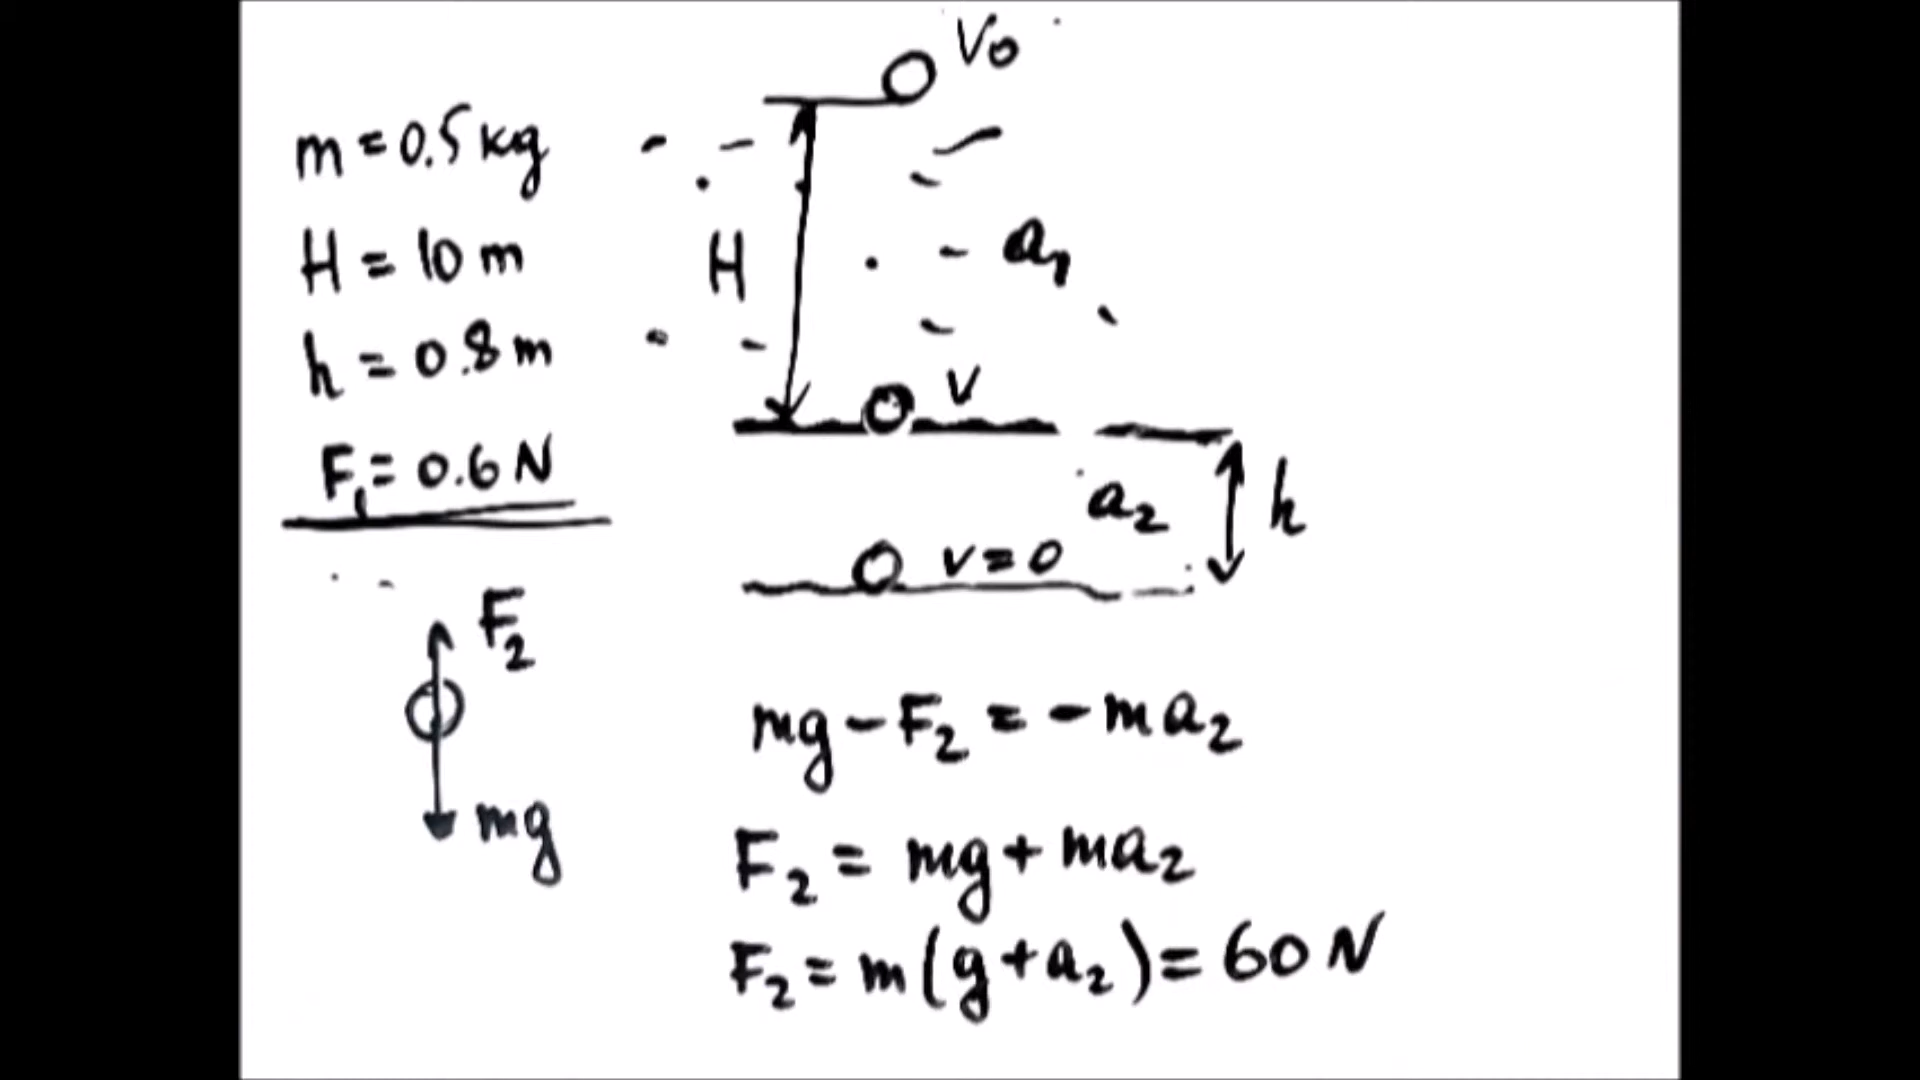 m = 0.5 kg
H = 10 m
h = 0.8 m
F₁ = 0.6 N
V₀
H
a₁
v
a₂
h
v = 0
F₂
mg
mg − F₂ = − ma₂
F₂ = mg + ma₂
F₂ = m(g + a₂) = 60 N